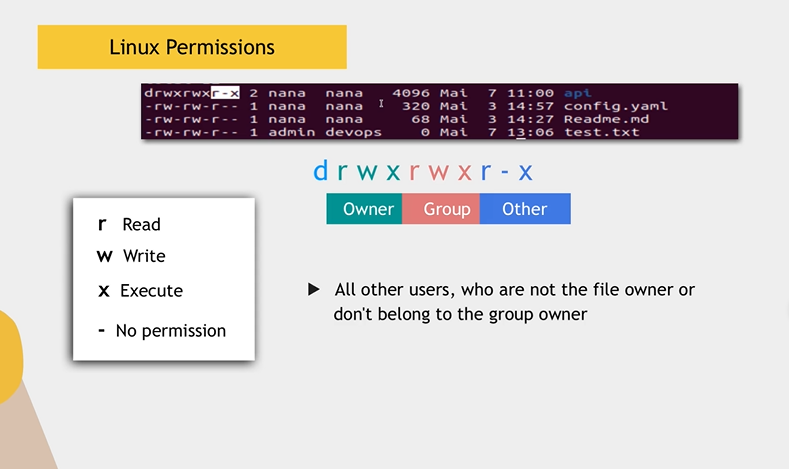 Linux Permissions
drwxrwxr-x 2 nana nana 4096 Mai 7 11:00 api
-rw-rw-r-- 1 nana nana 320 Mai 3 14:57 config.yaml
-rw-rw-r-- 1 nana nana 68 Mai 3 14:27 Readme.md
-rw-rw-r-- 1 admin devops 0 Mai 7 13:06 test.txt
d r w x r w x r - x
Owner Group Other
r Read
w Write
x Execute
- No permission
All other users, who are not the file owner or
don't belong to the group owner